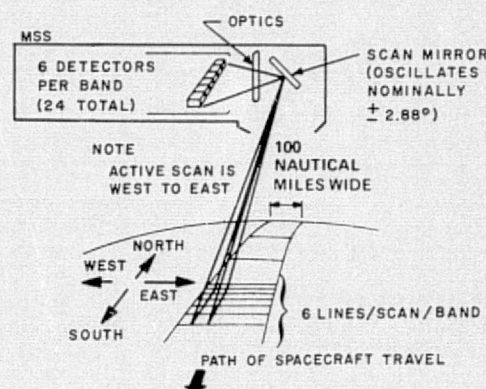 OPTICS
MSS
6 DETECTORS
PER BAND
(24 TOTAL)
SCAN MIRROR
(OSCILLATES
NOMINALLY
± 2.88°)
NOTE
ACTIVE SCAN IS
WEST TO EAST
100
NAUTICAL
MILES WIDE
NORTH
WEST
EAST
SOUTH
6 LINES/SCAN/BAND
PATH OF SPACECRAFT TRAVEL